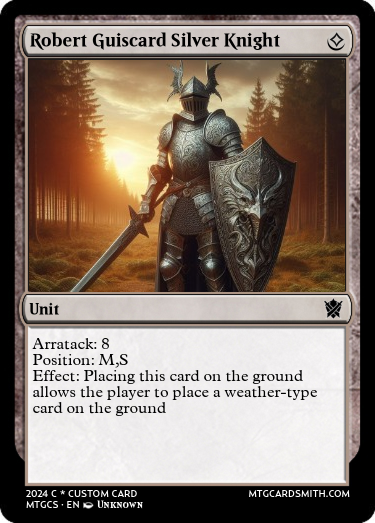 Robert Guiscard Silver Knight
Unit
Arratack: 8
Position: M,S
Effect: Placing this card on the ground
allows the player to place a weather-type
card on the ground
2024 C * CUSTOM CARD
MTGCS · EN Unknown
MTGCARDSMITH.COM